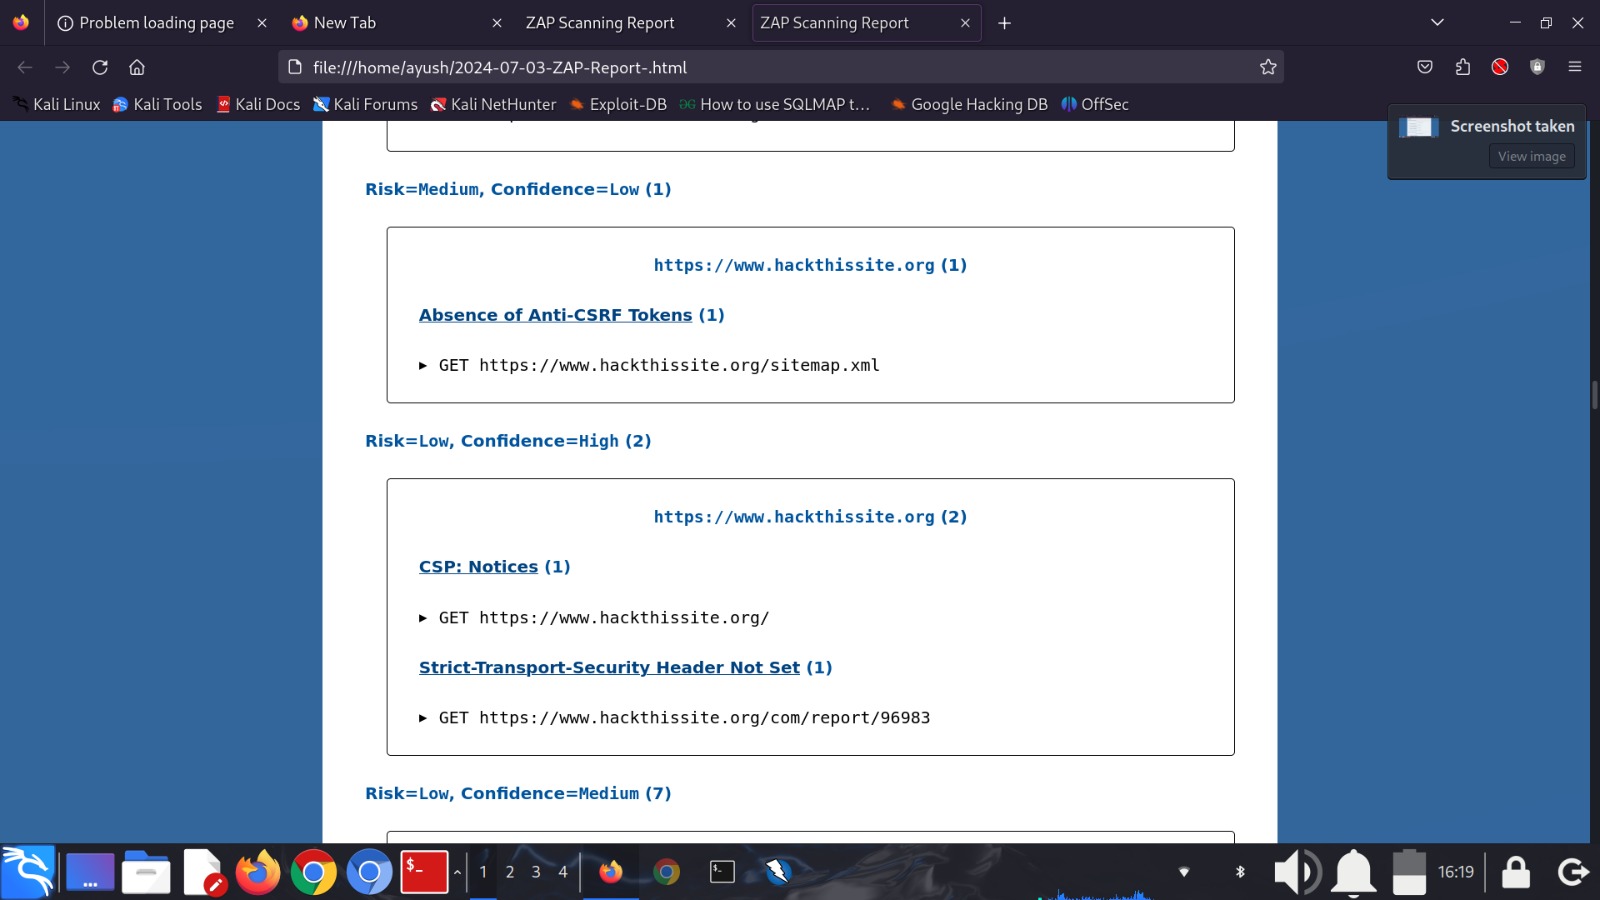 Problem loading page
New Tab
ZAP Scanning Report
ZAP Scanning Report
file:///home/ayush/2024-07-03-ZAP-Report-.html
Kali Linux
Kali Tools
Kali Docs
Kali Forums
Kali NetHunter
Exploit-DB
How to use SQLMAP t...
Google Hacking DB
OffSec
Screenshot taken
View image
Risk=Medium, Confidence=Low (1)
https://www.hackthissite.org (1)
Absence of Anti-CSRF Tokens (1)
▶ GET https://www.hackthissite.org/sitemap.xml
Risk=Low, Confidence=High (2)
https://www.hackthissite.org (2)
CSP: Notices (1)
▶ GET https://www.hackthissite.org/
Strict-Transport-Security Header Not Set (1)
▶ GET https://www.hackthissite.org/com/report/96983
Risk=Low, Confidence=Medium (7)
$_
1 2 3 4
16:19